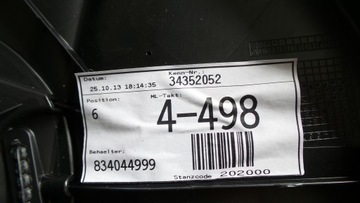 Datum: Kenn-Nr.:
25.10.13 18:14:35 34352052
Position: ML-Takt:
6 4-498
Behaelter:
834044999
Stanzcode 202000